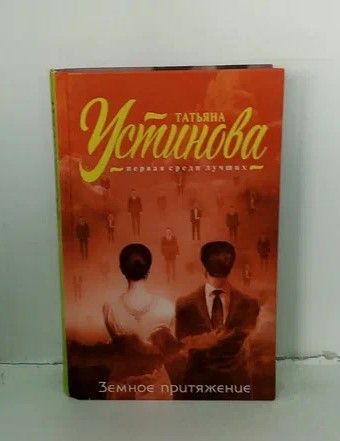 ТАТЬЯНА
Устинова
первая среди лучших
Земное притяжение